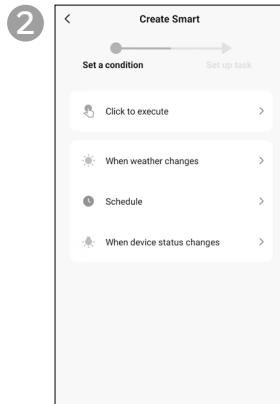 2
Create Smart
Set a condition Set up task
Click to execute
When weather changes
Schedule
When device status changes